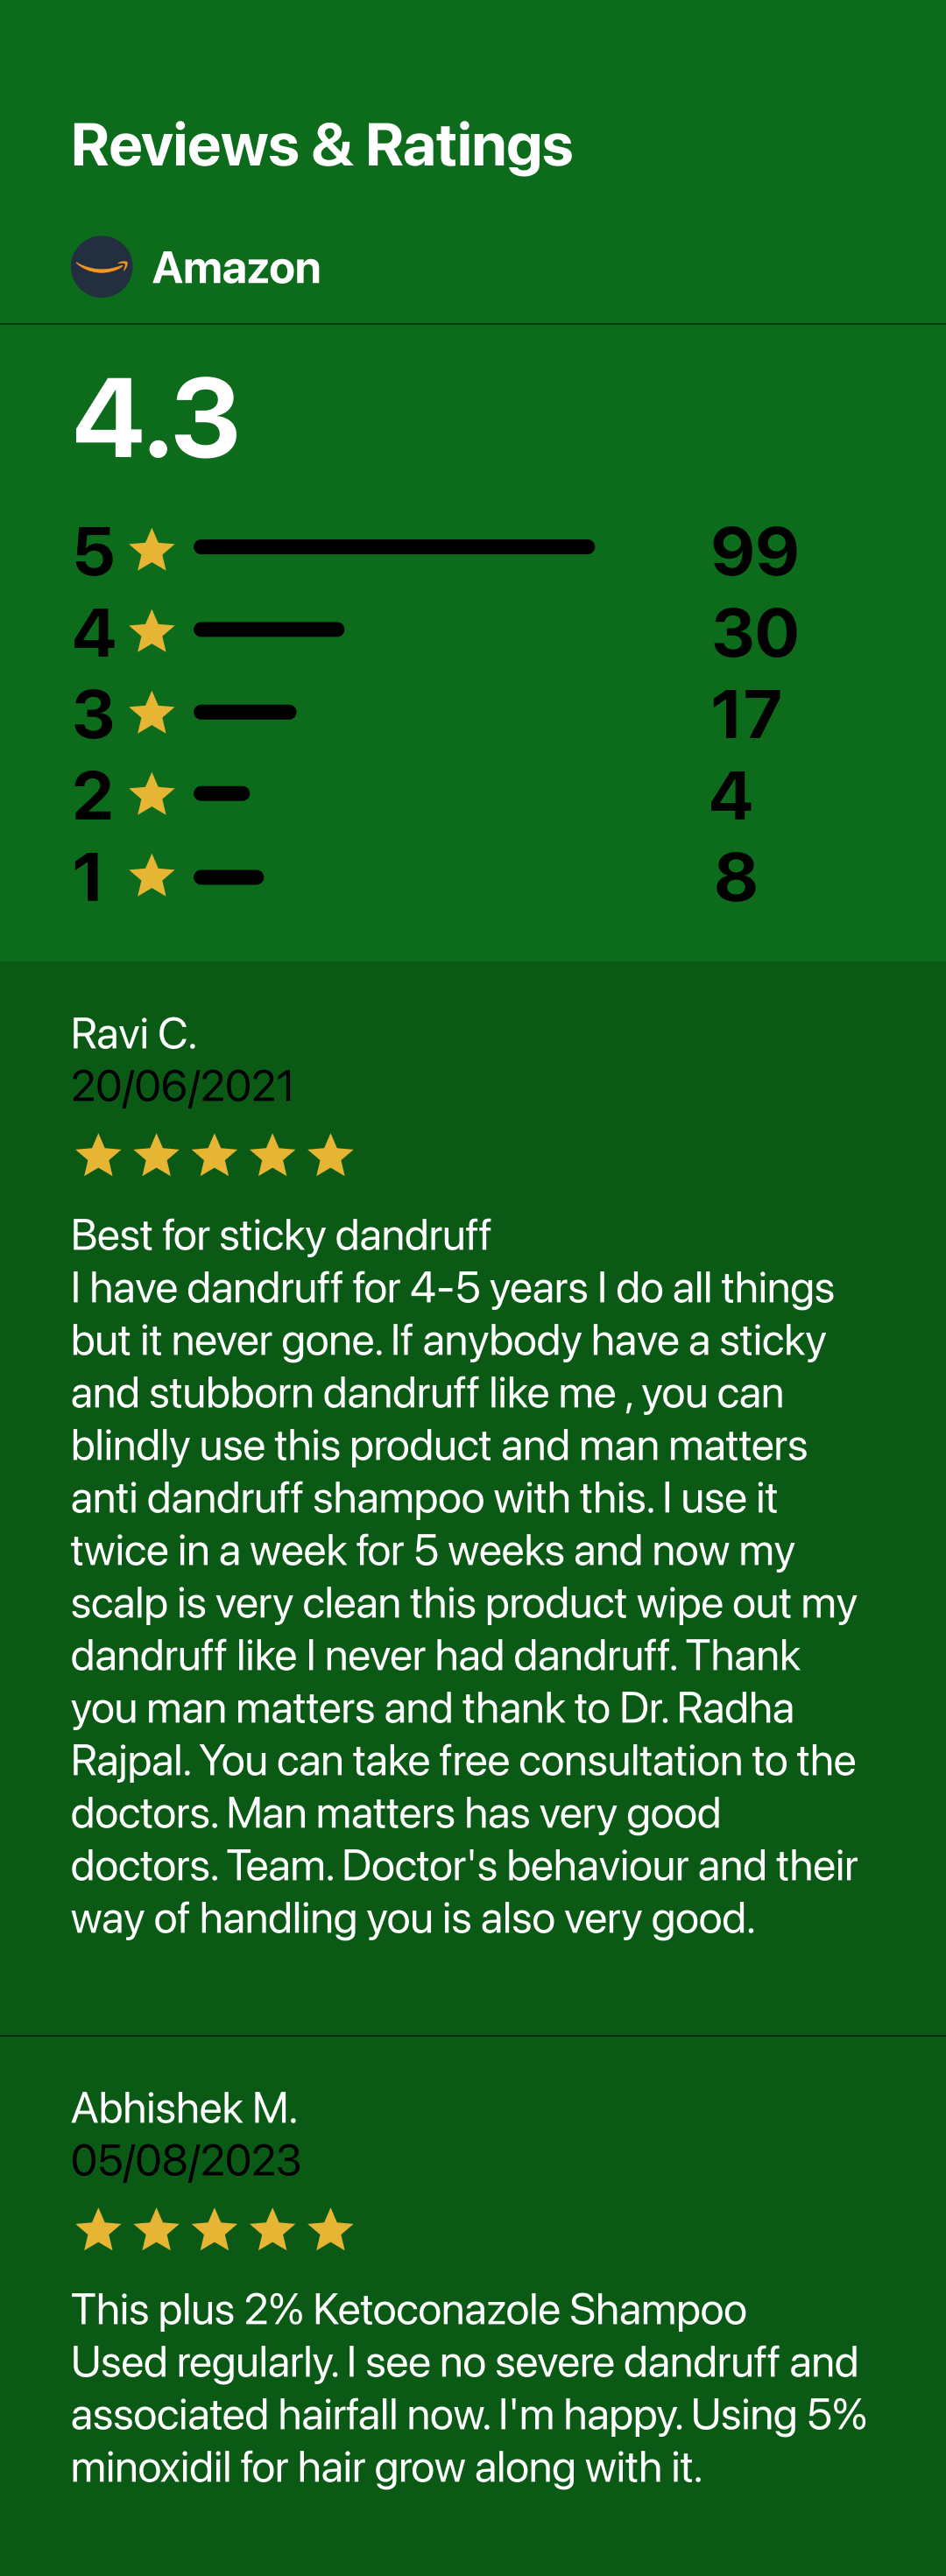 Reviews & Ratings
Amazon
4.3
5 99
4 30
3 17
2 4
1 8
Ravi C.
20/06/2021
Best for sticky dandruff
I have dandruff for 4-5 years I do all things
but it never gone. If anybody have a sticky
and stubborn dandruff like me , you can
blindly use this product and man matters
anti dandruff shampoo with this. I use it
twice in a week for 5 weeks and now my
scalp is very clean this product wipe out my
dandruff like I never had dandruff. Thank
you man matters and thank to Dr. Radha
Rajpal. You can take free consultation to the
doctors. Man matters has very good
doctors. Team. Doctor's behaviour and their
way of handling you is also very good.
Abhishek M.
05/08/2023
This plus 2% Ketoconazole Shampoo
Used regularly. I see no severe dandruff and
associated hairfall now. I'm happy. Using 5%
minoxidil for hair grow along with it.